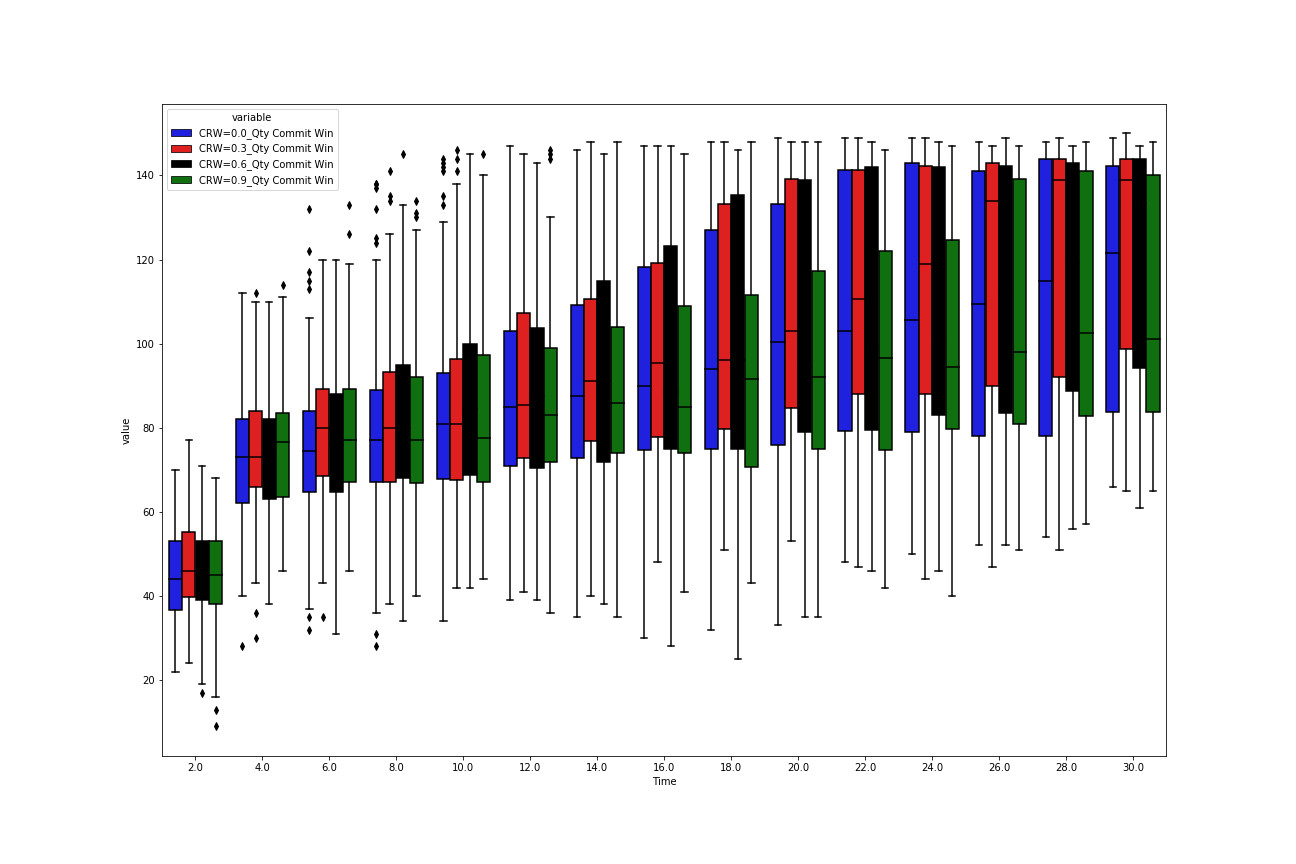 variable
CRW=0.0_Qty Commit Win
CRW=0.3_Qty Commit Win
CRW=0.6_Qty Commit Win
CRW=0.9_Qty Commit Win
140
120
100
80
60
40
20
value
2.0 4.0 6.0 8.0 10.0 12.0 14.0 16.0 18.0 20.0 22.0 24.0 26.0 28.0 30.0
Time